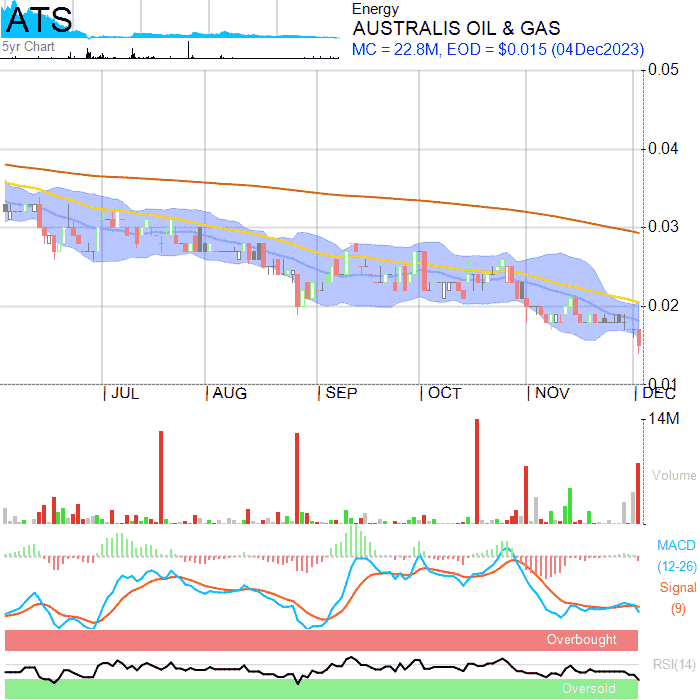 ATS
5yr Chart
Energy
AUSTRALIS OIL & GAS
MC = 22.8M, EOD = $0.015 (04Dec2023)
0.05
0.04
0.03
0.02
0.01
JUL
AUG
SEP
OCT
NOV
DEC
14M
Volume
MACD
(12-26)
Signal
(9)
Overbought
RSI(14)
Oversold